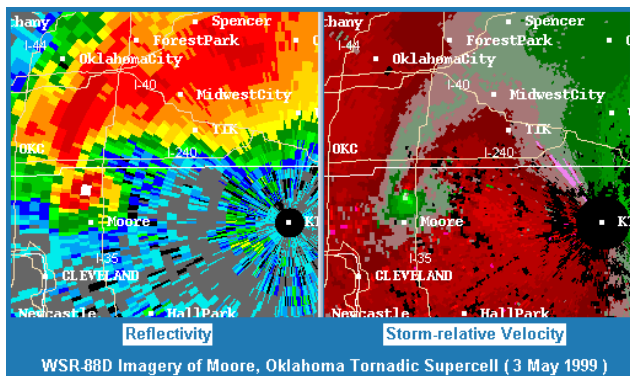 chany
Spencer
I-44
ForestPark
OklahomaCity
I-40
MidwestCity
TIK
OKC
I-240
Moore
I-35
CLEVELAND
Newcastle
HallPark
chany
Spencer
I-44
ForestPark
OklahomaCity
I-40
MidwestCity
TIK
OKC
I-240
Moore
I-35
CLEVELAND
Newcastle
HallPark
Reflectivity
Storm-relative Velocity
WSR-88D Imagery of Moore, Oklahoma Tornadic Supercell ( 3 May 1999 )